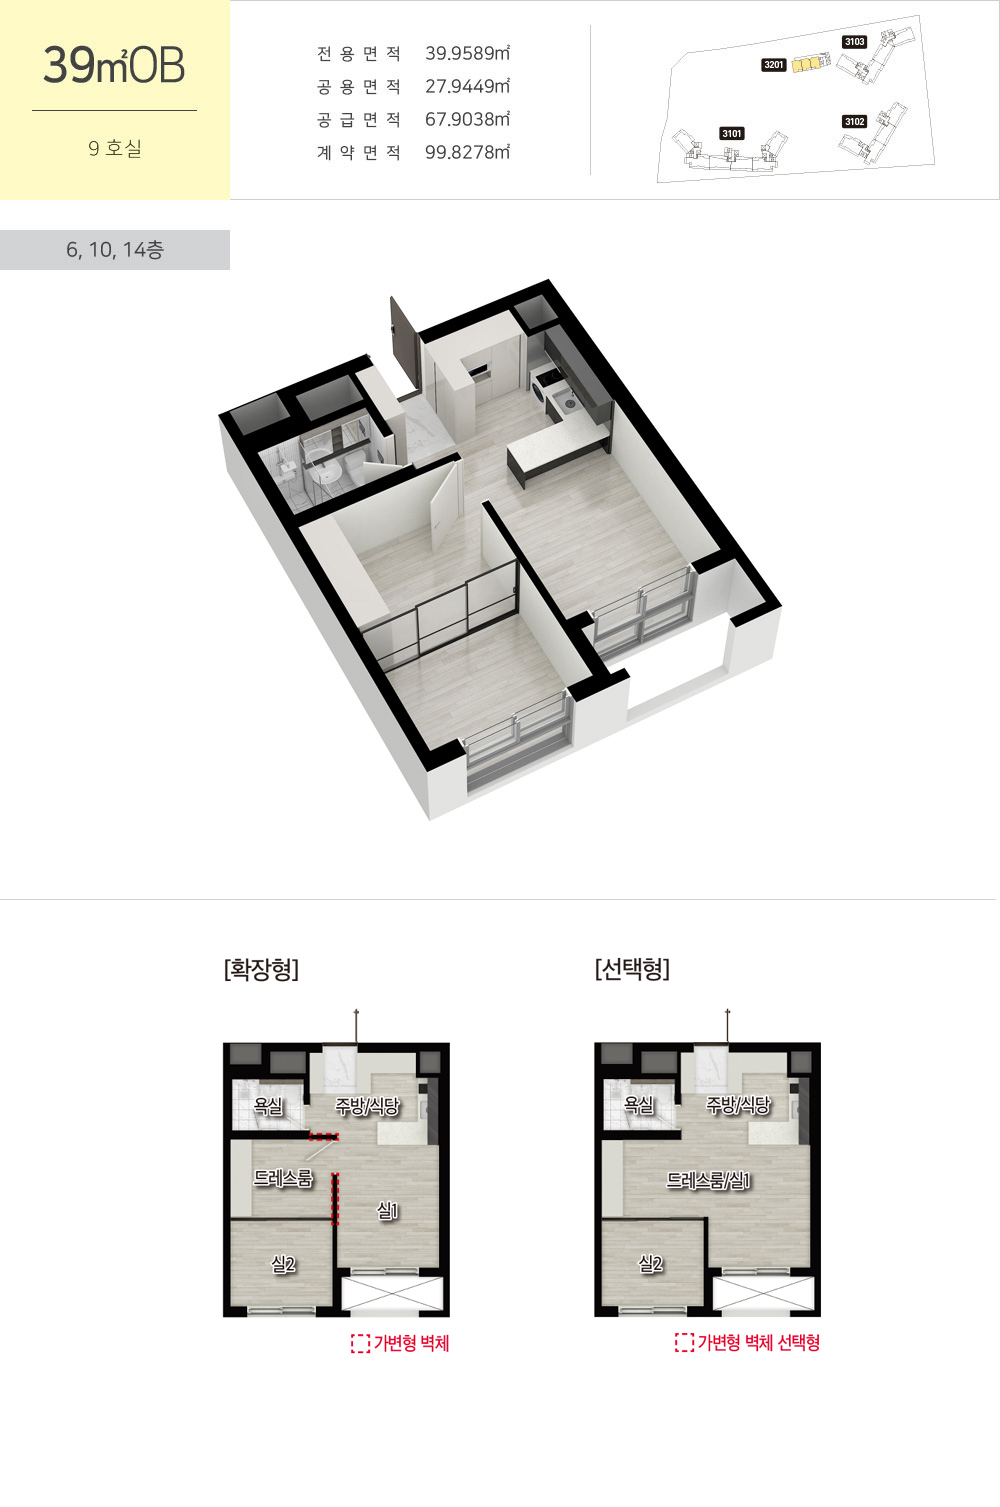 39㎡OB
9 호실
전용면적 39.9589㎡
공용면적 27.9449㎡
공급면적 67.9038㎡
계약면적 99.8278㎡
3103
3201
3102
3101
6, 10, 14층
[확장형]
욕실
주방/식당
드레스룸
실1
실2
가변형 벽체
[선택형]
욕실
주방/식당
드레스룸/실1
실2
가변형 벽체 선택형